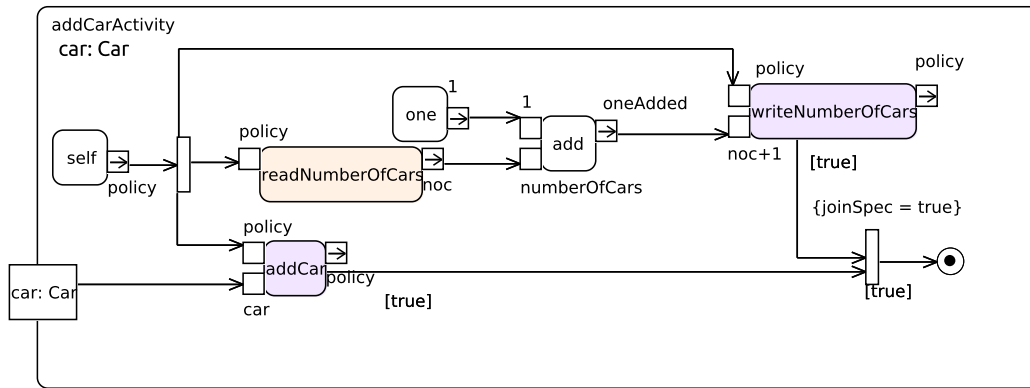 addCarActivity
car: Car
policy
policy
1
1
oneAdded
one
writeNumberOfCars
policy
add
self
noc+1
[true]
policy
readNumberOfCars
noc
numberOfCars
{joinSpec = true}
policy
addCar
policy
car: Car
[true]
[true]
car